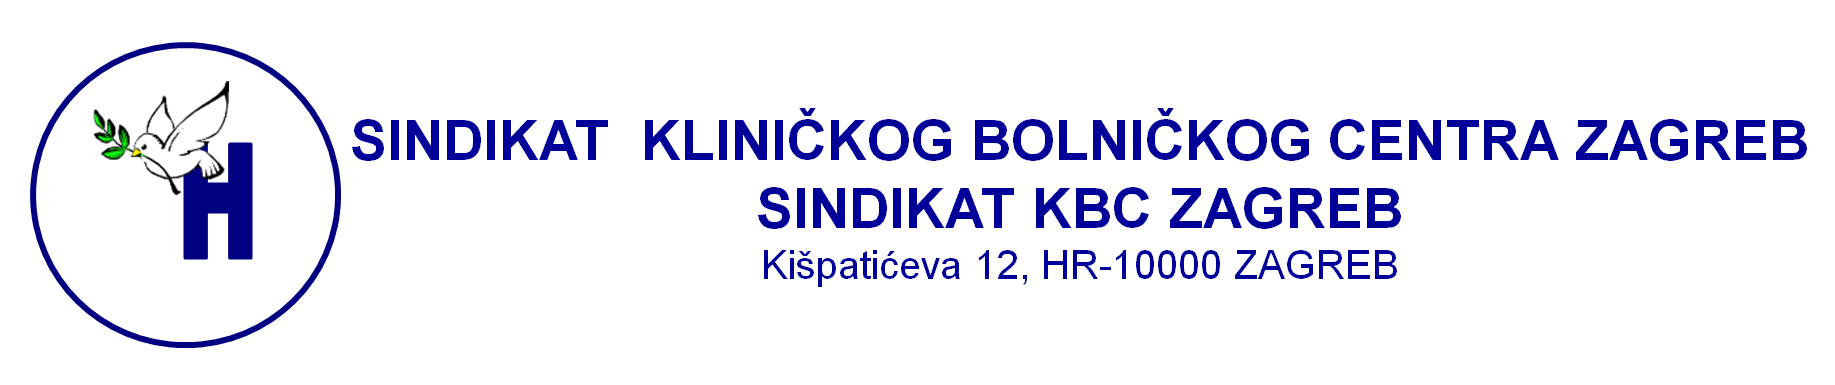 SINDIKAT KLINIČKOG BOLNIČKOG CENTRA ZAGREB
SINDIKAT KBC ZAGREB
Kišpatićeva 12, HR-10000 ZAGREB
H